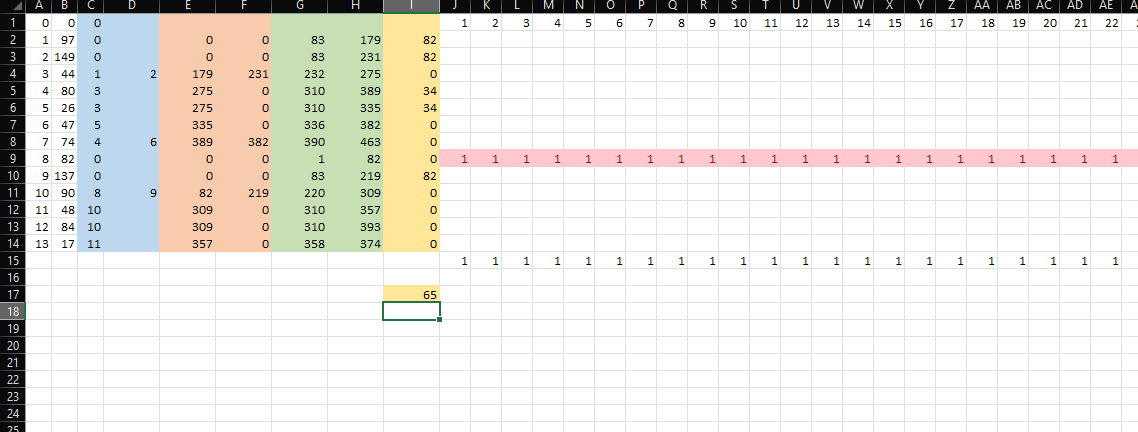 A B C D E F G H I J K L M N O P Q R S T U V W X Y Z AA AB AC AD AE A
1 0 0 0 1 2 3 4 5 6 7 8 9 10 11 12 13 14 15 16 17 18 19 20 21 22
2 1 97 0 0 0 83 179 82
3 2 149 0 0 0 83 231 82
4 3 44 1 2 179 231 232 275 0
5 4 80 3 275 0 310 389 34
6 5 26 3 275 0 310 335 34
7 6 47 5 335 0 336 382 0
8 7 74 4 6 389 382 390 463 0
9 8 82 0 0 0 1 82 0 1 1 1 1 1 1 1 1 1 1 1 1 1 1 1 1 1 1 1 1 1 1
10 9 137 0 0 0 83 219 82
11 10 90 8 9 82 219 220 309 0
12 11 48 10 309 0 310 357 0
13 12 84 10 309 0 310 393 0
14 13 17 11 357 0 358 374 0
15 1 1 1 1 1 1 1 1 1 1 1 1 1 1 1 1 1 1 1 1 1 1
16
17 65
18
19
20
21
22
23
24
25